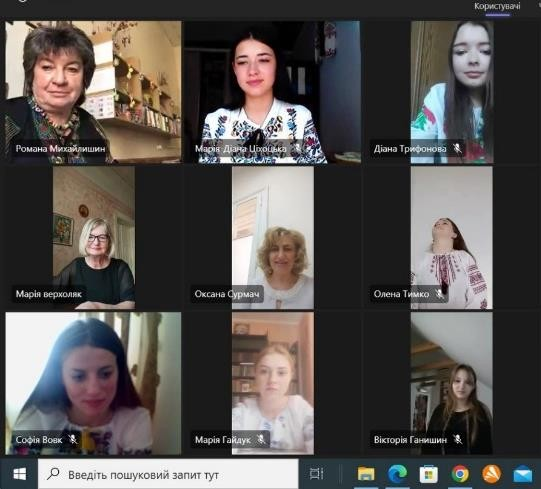 Користувачі
Романа Михайлишин
Марія-Діана Ціхоцька
Діана Трифонова
Марія верхоляк
Оксана Сурмач
Олена Тимко
Софія Вовк
Марія Гайдук
Вікторія Ганишин
Введіть пошуковий запит тут